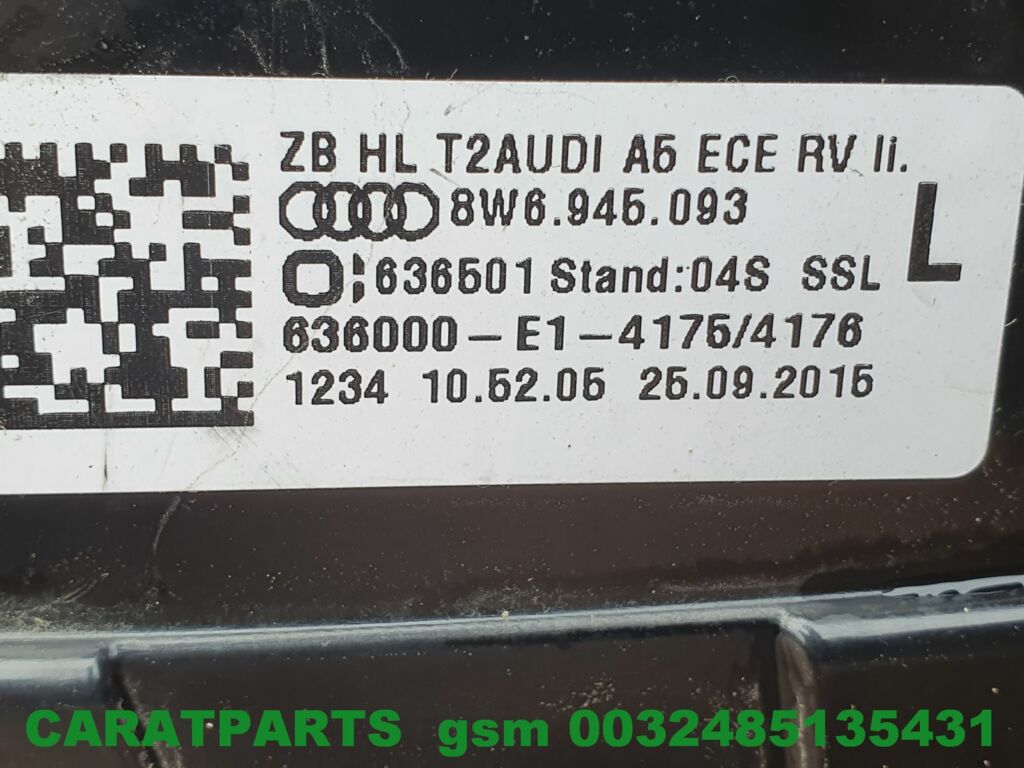 ZB HL T2AUDI A5 ECE RV li.
8W6.945.093
L
636501 Stand:04S SSL
636000-E1-4175/4176
1234 10.52.05 25.09.2015
CARATPARTS gsm 0032485135431